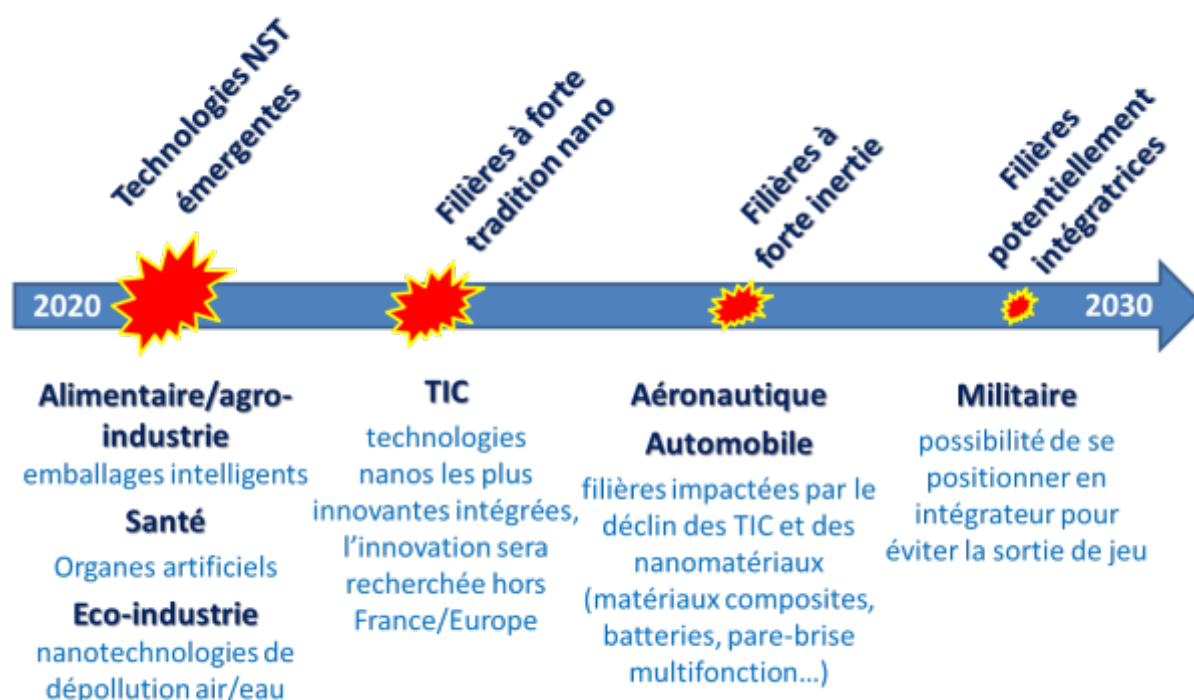 Technologies NST
émergentes
Filières à forte
tradition nano
Filières à
forte inertie
Filières
potentiellement
intégratrices
2020
2030
Alimentaire/agro-
industrie
emballages intelligents
Santé
Organes artificiels
Eco-industrie
nanotechnologies de
dépollution air/eau
TIC
technologies
nanos les plus
innovantes intégrées,
l'innovation sera
recherchée hors
France/Europe
Aéronautique
Automobile
filières impactées par le
déclin des TIC et des
nanomatériaux
(matériaux composites,
batteries, pare-brise
multifonction...)
Militaire
possibilité de se
positionner en
intégrateur pour
éviter la sortie de jeu